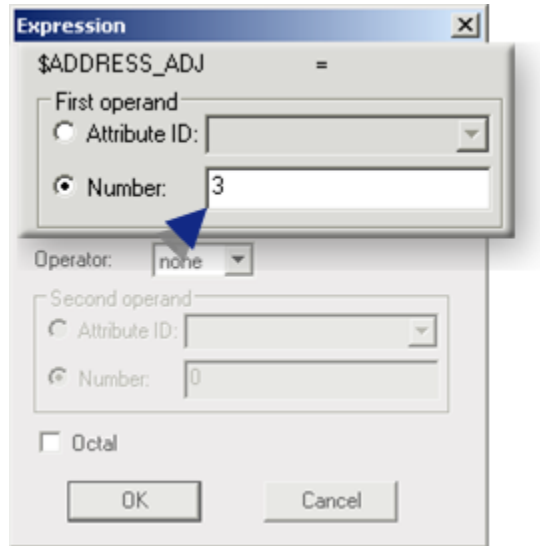 Expression
$ADDRESS_ADJ =
First operand
Attribute ID:
Number: 3
Operator: none
Second operand
Attribute ID:
Number: 0
Octal
OK Cancel